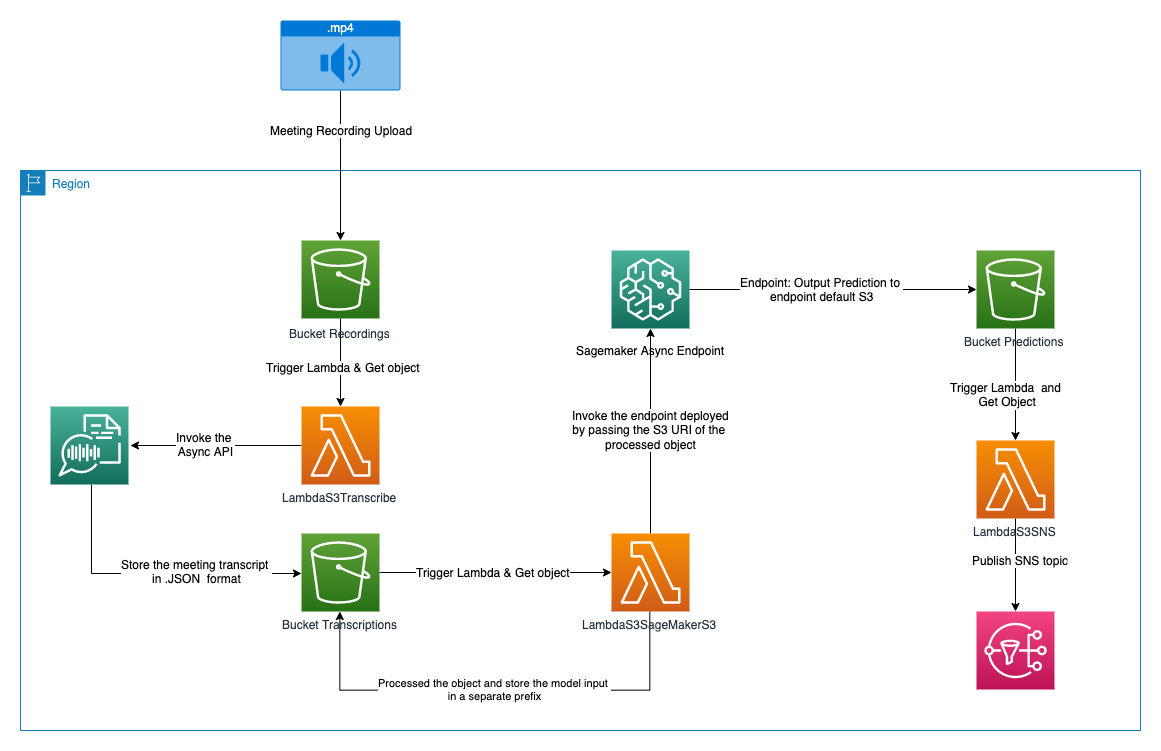 .mp4
Meeting Recording Upload
Region
Bucket Recordings
Trigger Lambda & Get object
Invoke the
Async API
LambdaS3Transcribe
Store the meeting transcript
in .JSON format
Bucket Transcriptions
Trigger Lambda & Get object
LambdaS3SageMakerS3
Processed the object and store the model input
in a separate prefix
Invoke the endpoint deployed
by passing the S3 URI of the
processed object
Sagemaker Async Endpoint
Endpoint: Output Prediction to
endpoint default S3
Bucket Predictions
Trigger Lambda and
Get Object
LambdaS3SNS
Publish SNS topic